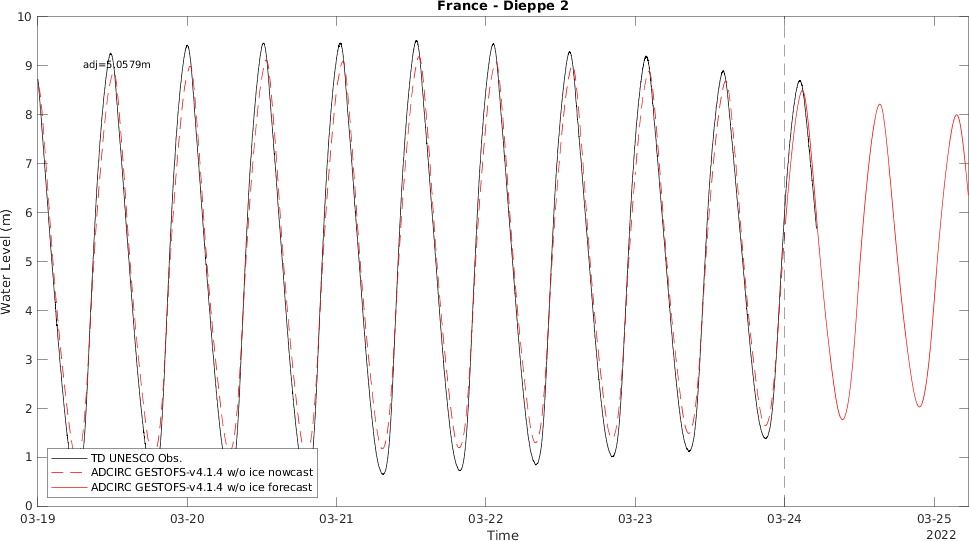 France - Dieppe 2
10
9
8
7
6
5
4
3
2
1
0
Water Level (m)
adj=5.0579m
TD UNESCO Obs.
ADCIRC GESTOFS-v4.1.4 w/o ice nowcast
ADCIRC GESTOFS-v4.1.4 w/o ice forecast
03-19
03-20
03-21
03-22
03-23
03-24
03-25
Time
2022